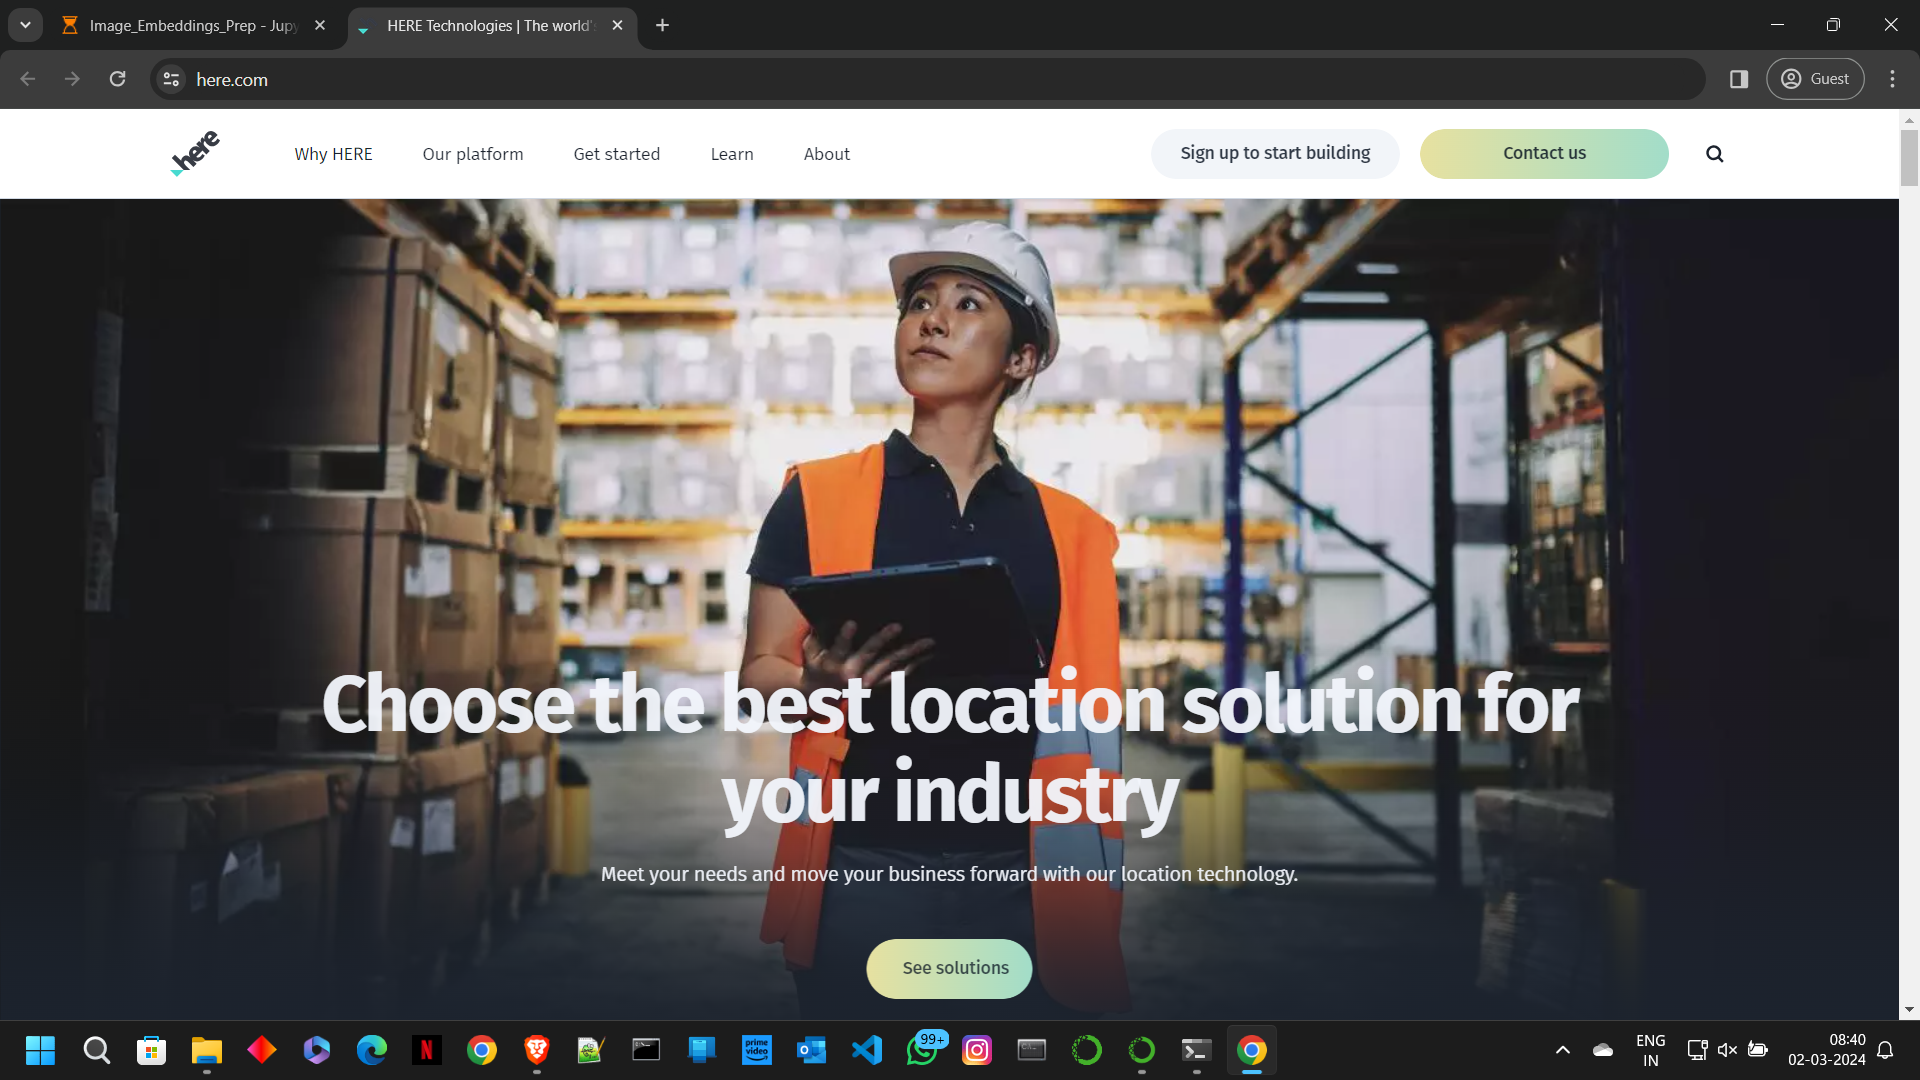 Image_Embeddings_Prep - Jupy
HERE Technologies | The world's
here.com
Guest
here
Why HERE
Our platform
Get started
Learn
About
Sign up to start building
Contact us
Choose the best location solution for
your industry
Meet your needs and move your business forward with our location technology.
See solutions
N
prime
video
99+
ENG
IN
08:40
02-03-2024